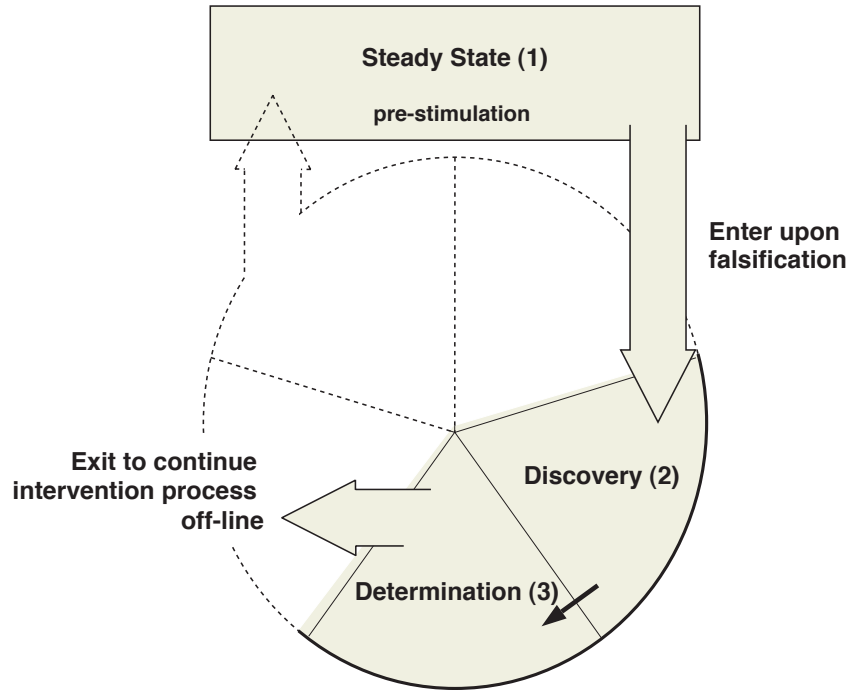 Steady State (1)
pre-stimulation
Enter upon
falsification
Discovery (2)
Exit to continue
intervention process
off-line
Determination (3)